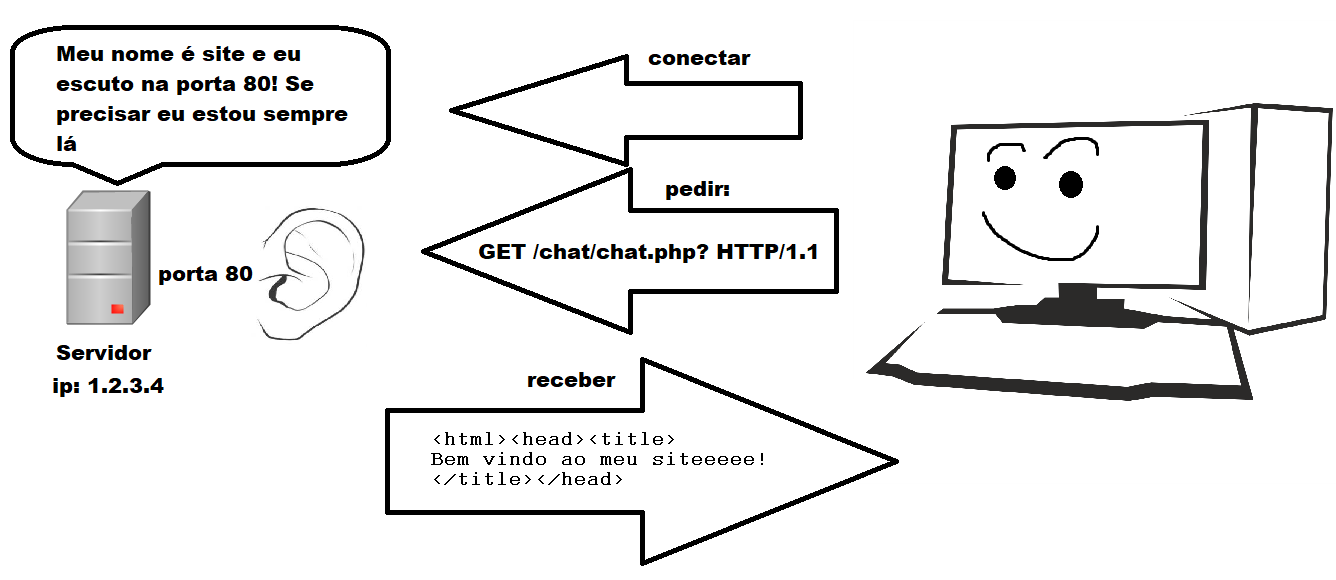 Meu nome é site e eu
escuto na porta 80! Se
precisar eu estou sempre
lá
conectar
pedir:
GET /chat/chat.php? HTTP/1.1
porta 80
Servidor
ip: 1.2.3.4
receber
<html><head><title>
Bem vindo ao meu siteeeee!
</title></head>